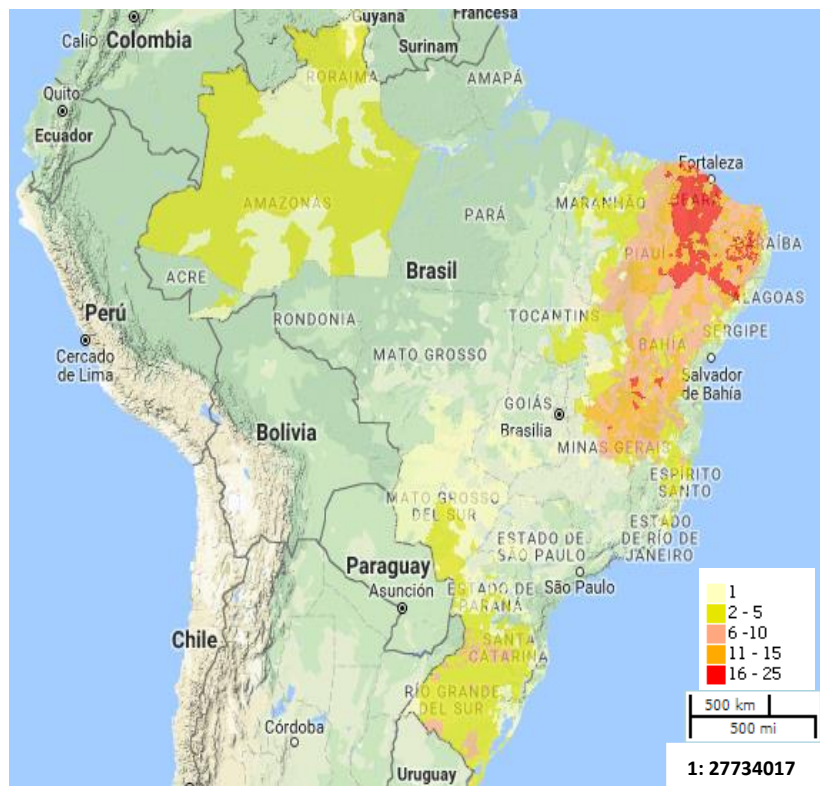 Guyana
Francesa
Calio
Colombia
Surinam
RORAIMA
AMAPÁ
Quito
Ecuador
Fortaleza
CEARÁ
AMAZONAS
MARANHÃO
PARÁ
PARAÍBA
PIAUÍ
Brasil
ACRE
ALAGOAS
Perú
RONDONIA
TOCANTINS
SERGIPE
BAHÍA
Cercado
de Lima
MATO GROSSO
Salvador
de Bahía
GOIÁS
Brasilia
Bolivia
MINAS GERAIS
ESPÍRITO
SANTO
MATO GROSSO
DEL SUR
ESTADO DE
SÃO PAULO
ESTADO
DE RÍO DE
JANEIRO
Paraguay
Asunción
São Paulo
ESTADO DE
PARANÁ
Chile
SANTA
CATARINA
RÍO GRANDE
DEL SUR
Córdoba
Uruguay
1
2 - 5
6 -10
11 - 15
16 - 25
500 km
500 mi
1: 27734017